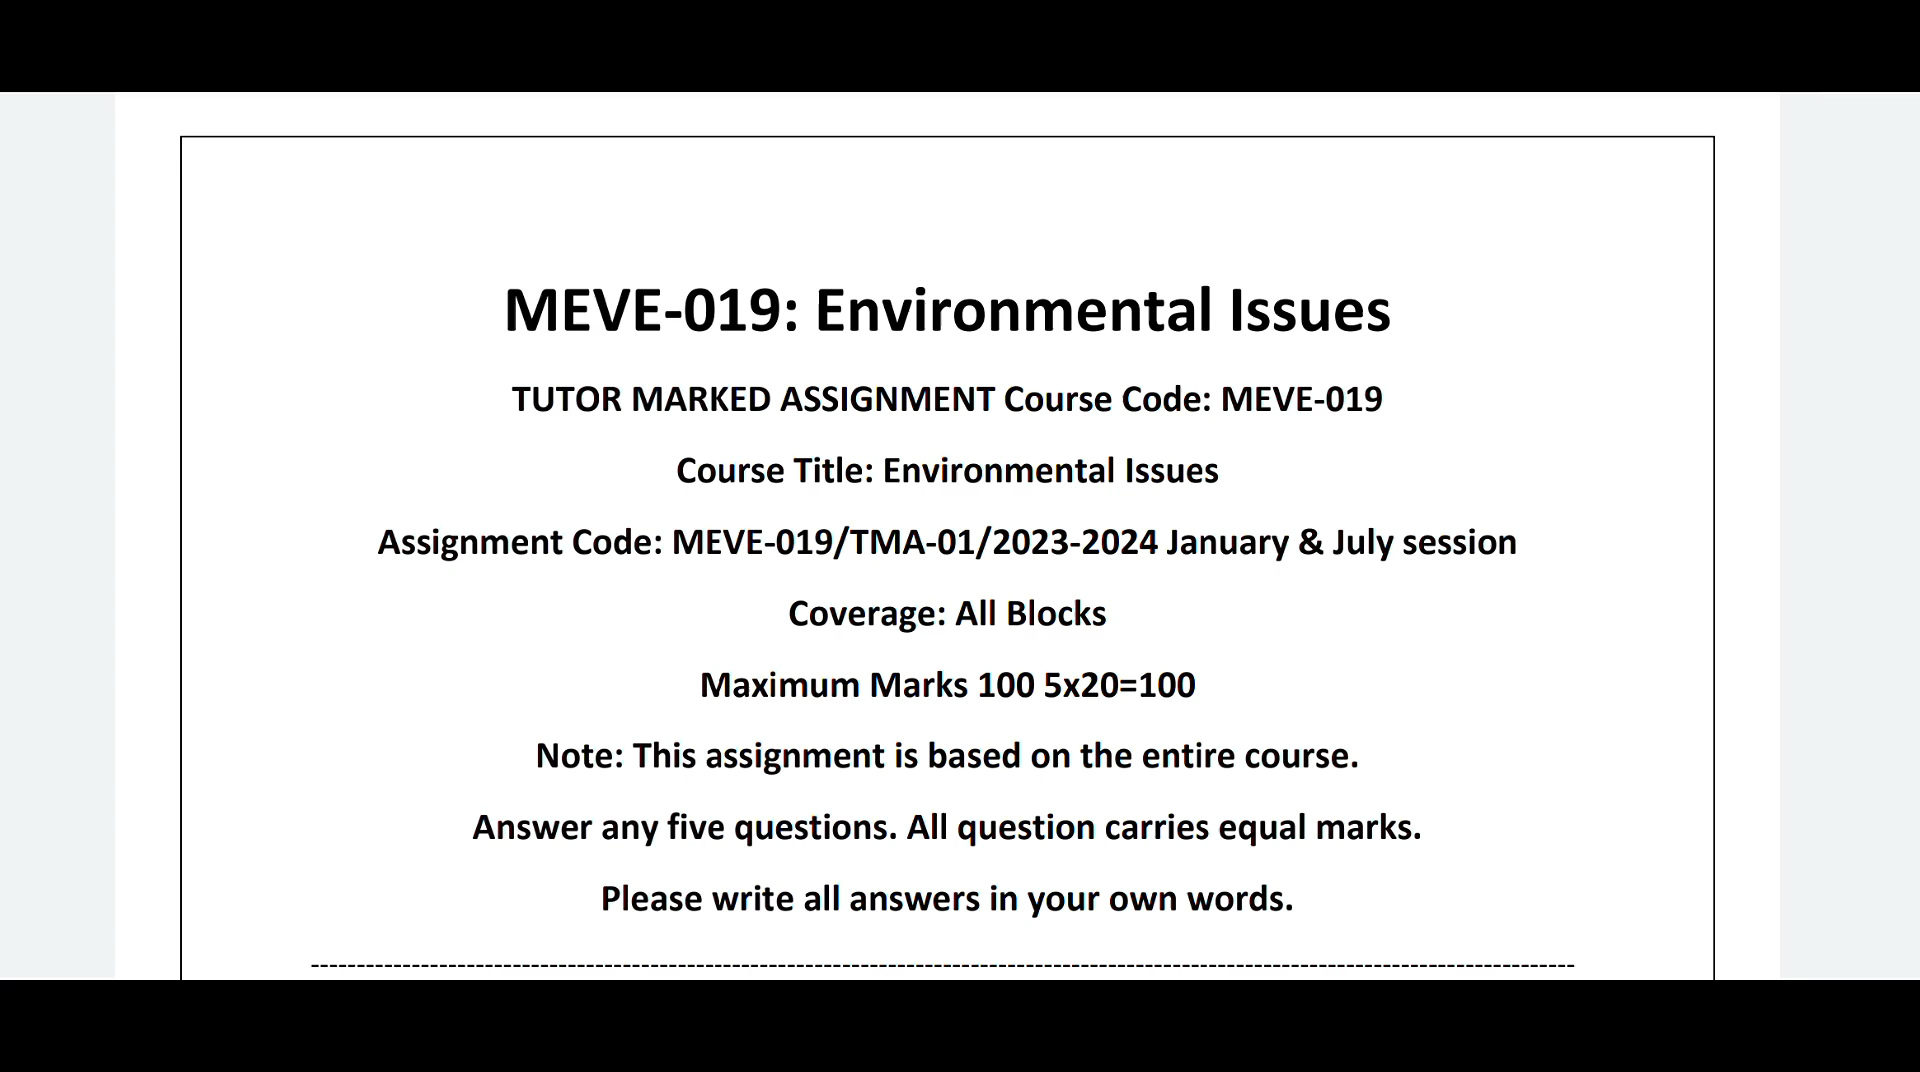 MEVE-019: Environmental Issues
TUTOR MARKED ASSIGNMENT Course Code: MEVE-019
Course Title: Environmental Issues
Assignment Code: MEVE-019/TMA-01/2023-2024 January & July session
Coverage: All Blocks
Maximum Marks 100 5x20=100
Note: This assignment is based on the entire course.
Answer any five questions. All question carries equal marks.
Please write all answers in your own words.